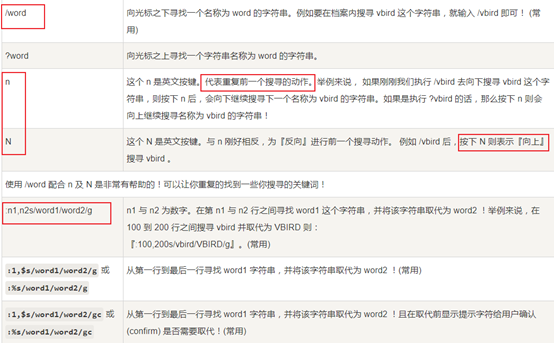 /word
向光标之下寻找一个名称为 word 的字符串。例如要在档案内搜寻 vbird 这个字符串，就输入 /vbird 即可！ (常
用)
?word
向光标之上寻找一个字符串名称为 word 的字符串。
n
这个 n 是英文按键。代表重复前一个搜寻的动作。举例来说， 如果刚刚我们执行 /vbird 去向下搜寻 vbird 这个字
符串，则按下 n 后，会向下继续搜寻下一个名称为 vbird 的字符串。如果是执行 ?vbird 的话，那么按下 n 则会
向上继续搜寻名称为 vbird 的字符串！
N
这个 N 是英文按键。与 n 刚好相反，为『反向』进行前一个搜寻动作。 例如 /vbird 后，按下 N 则表示『向上』
搜寻 vbird 。
使用 /word 配合 n 及 N 是非常有帮助的！可以让你重复的找到一些你搜寻的关键词！
:n1,n2s/word1/word2/g
n1 与 n2 为数字。在第 n1 与 n2 行之间寻找 word1 这个字符串，并将该字符串取代为 word2 ！举例来说，在
100 到 200 行之间搜寻 vbird 并取代为 VBIRD 则：
『:100,200s/vbird/VBIRD/g』。(常用)
:1,$s/word1/word2/g 或
:%s/word1/word2/g
从第一行到最后一行寻找 word1 字符串，并将该字符串取代为 word2 ！(常用)
:1,$s/word1/word2/gc 或
:%s/word1/word2/gc
从第一行到最后一行寻找 word1 字符串，并将该字符串取代为 word2 ！且在取代前显示提示字符给用户确认
(confirm) 是否需要取代！(常用)